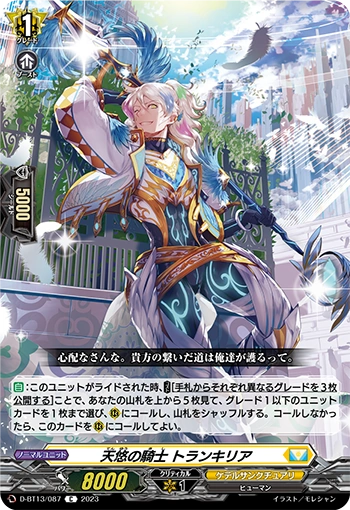 1
グレード
ブースト
5000
シールド
心配なさんな。貴方の繋いだ道は俺達が護るって。
自:このユニットがライドされた時、【手札からそれぞれ異なるグレードを3枚
公開する】ことで、あなたの山札を上から5枚見て、グレード1以下のユニット
カードを1枚まで選び、Rにコールし、山札をシャッフルする。コールしなかっ
たら、このカードをRにコールする。
ノーマルユニット
天悠の騎士 トランキリア
パワー 8000
クリティカル
1
ケテルサンクチュアリ
ヒューマン
D-BT13/087 C 2023
イラスト/モレシャン